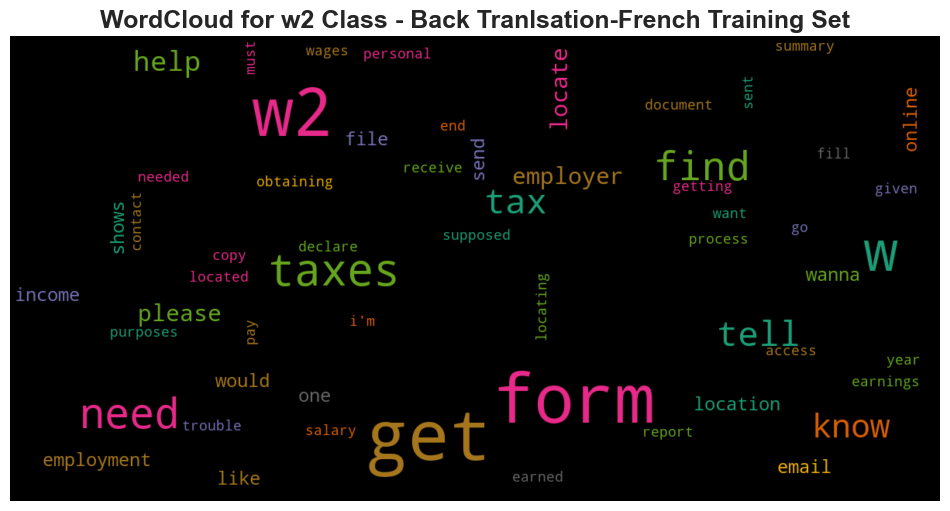 WordCloud for w2 Class - Back Tranlsation-French Training Set
must
wages
personal
summary
help
locate
w2
document
sent
online
end
file
send
fill
receive
find
needed
obtaining
employer
getting
given
tax
shows
contact
want
go
supposed
process
declare
copy
w
taxes
located
wanna
income
locating
please
i'm
purposes
pay
tell
access
year
would
earnings
one
form
location
need
trouble
salary
get
report
know
employment
like
earned
email